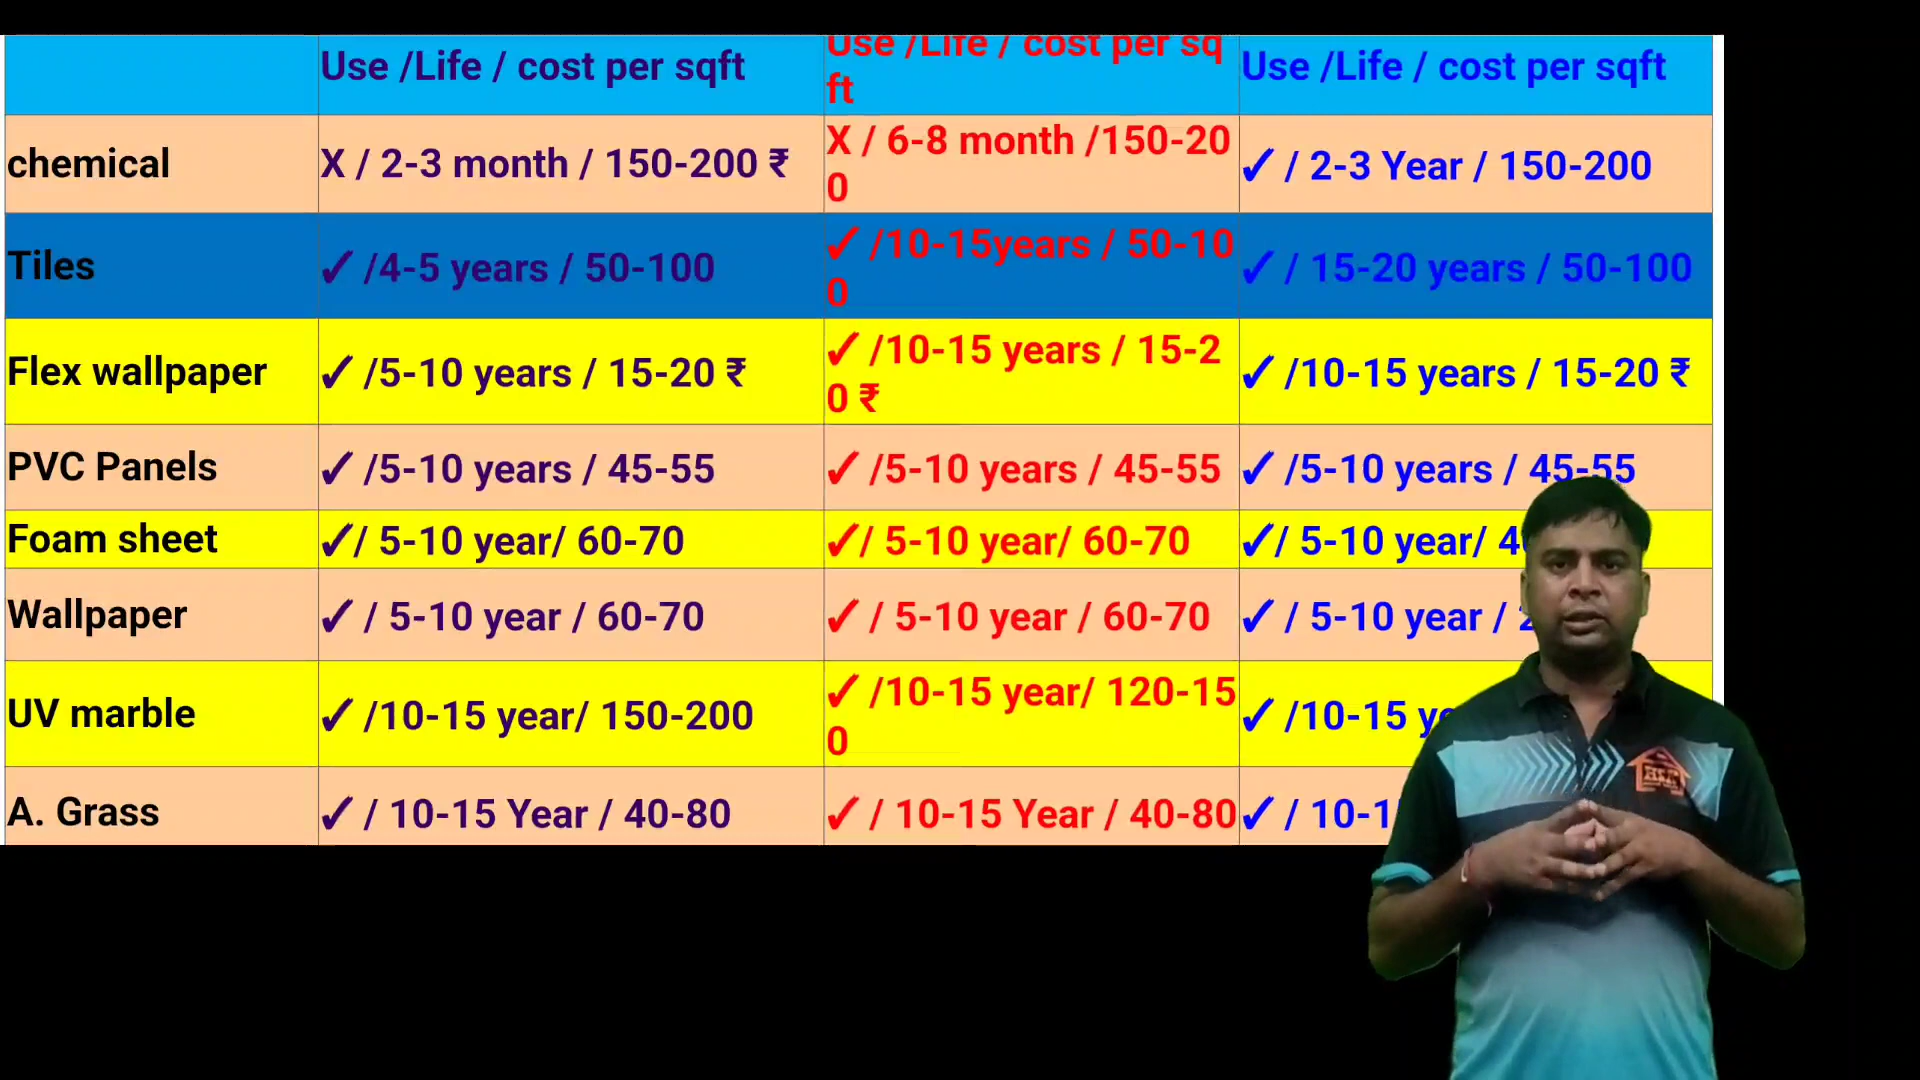 Use /Life / cost per sqft
Use /Life / cost per sq
ft
Use /Life / cost per sqft
chemical
X / 2-3 month / 150-200 ₹
X / 6-8 month /150-20
0
✓ / 2-3 Year / 150-200
Tiles
✓ /4-5 years / 50-100
✓ /10-15years / 50-10
0
✓ / 15-20 years / 50-100
Flex wallpaper
✓ /5-10 years / 15-20 ₹
✓ /10-15 years / 15-2
0 ₹
✓ /10-15 years / 15-20 ₹
PVC Panels
✓ /5-10 years / 45-55
✓ /5-10 years / 45-55
✓ /5-10 years / 45-55
Foam sheet
✓/ 5-10 year/ 60-70
✓/ 5-10 year/ 60-70
✓/ 5-10 year/
Wallpaper
✓ / 5-10 year / 60-70
✓ / 5-10 year / 60-70
✓ / 5-10 year /
UV marble
✓ /10-15 year/ 150-200
✓ /10-15 year/ 120-15
0
✓ /10-15
A. Grass
✓ / 10-15 Year / 40-80
✓ / 10-15 Year / 40-80
✓ /